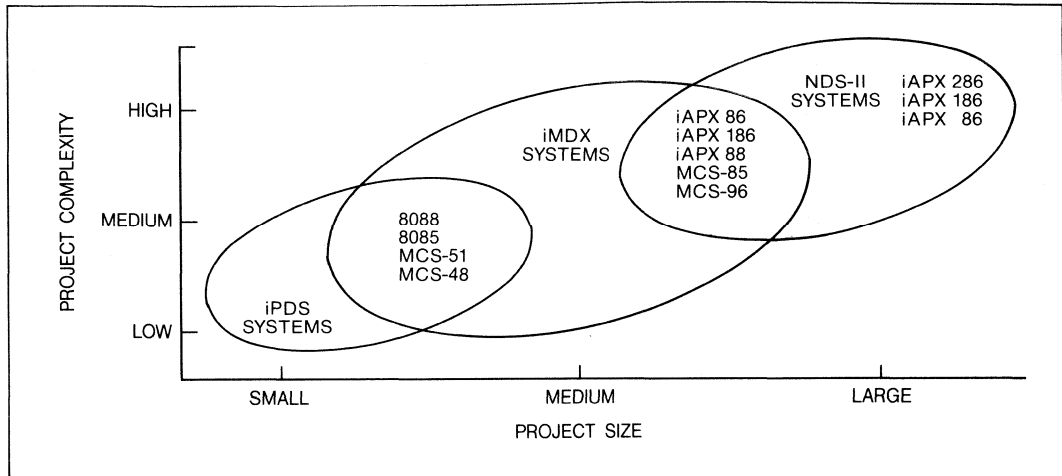 PROJECT COMPLEXITY
HIGH
MEDIUM
LOW
NDS-II
SYSTEMS
iAPX 286
iAPX 186
iAPX 86
iMDX
SYSTEMS
iAPX 86
iAPX 186
iAPX 88
MCS-85
MCS-96
8088
8085
MCS-51
MCS-48
iPDS
SYSTEMS
SMALL
MEDIUM
LARGE
PROJECT SIZE